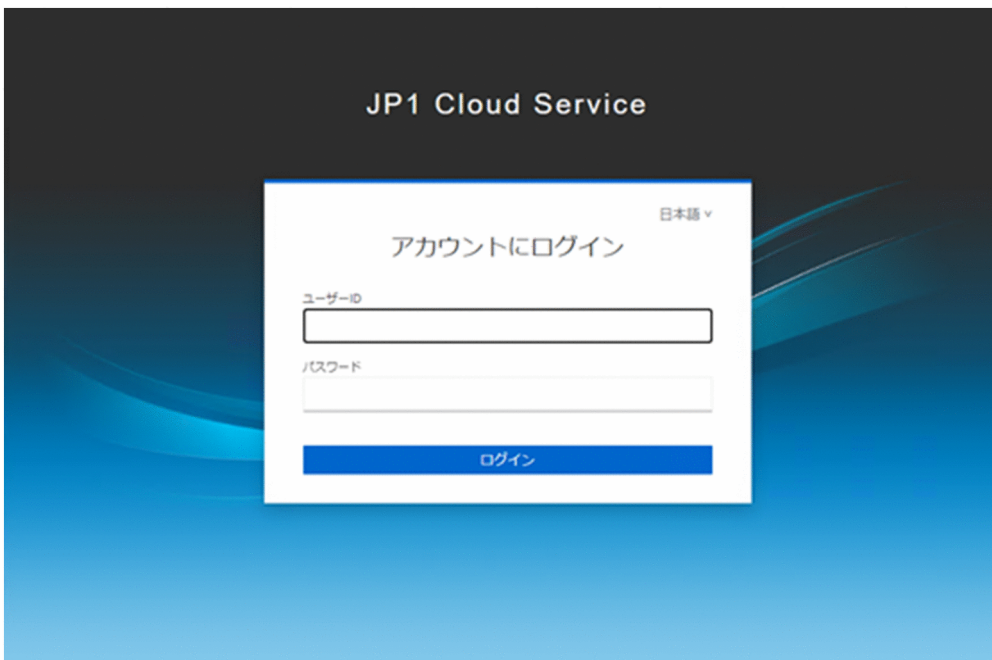 JP1 Cloud Service
日本語 ˅
アカウントにログイン
ユーザーID
パスワード
ログイン